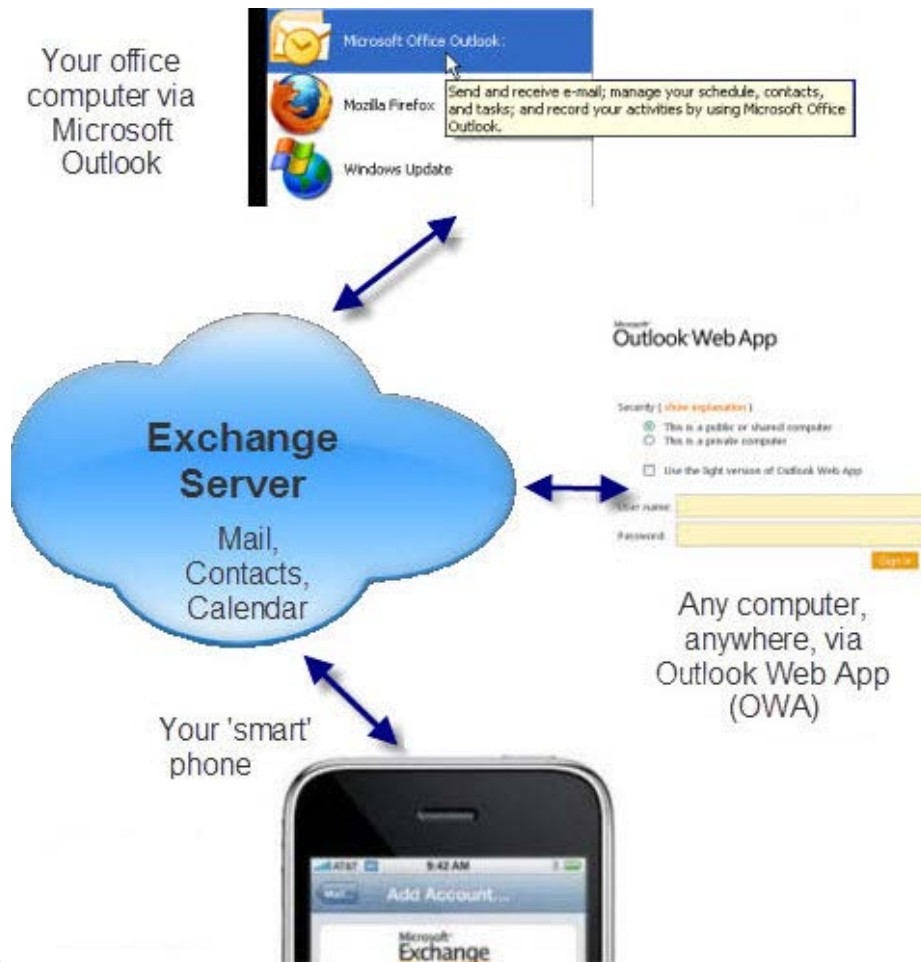 Your office
computer via
Microsoft
Outlook
Microsoft Office Outlook:
Mozilla Firefox
Send and receive e-mail; manage your schedule, contacts,
and tasks; and record your activities by using Microsoft Office
Outlook.
Windows Update
Exchange
Server
Mail,
Contacts,
Calendar
Microsoft
Outlook Web App
Security ( show explanation )
This is a public or shared computer
This is a private computer
Use the light version of Outlook Web App
User name:
Password:
Sign in
Any computer,
anywhere, via
Outlook Web App
(OWA)
Your 'smart'
phone
AT&T
9:42 AM
Mail...
Add Account...
Microsoft
Exchange